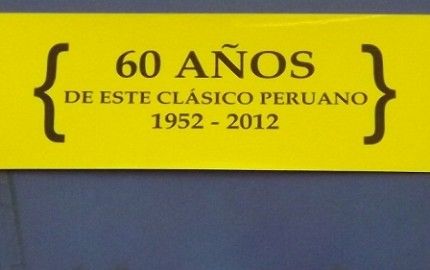 60 AÑOS
DE ESTE CLÁSICO PERUANO
1952 - 2012